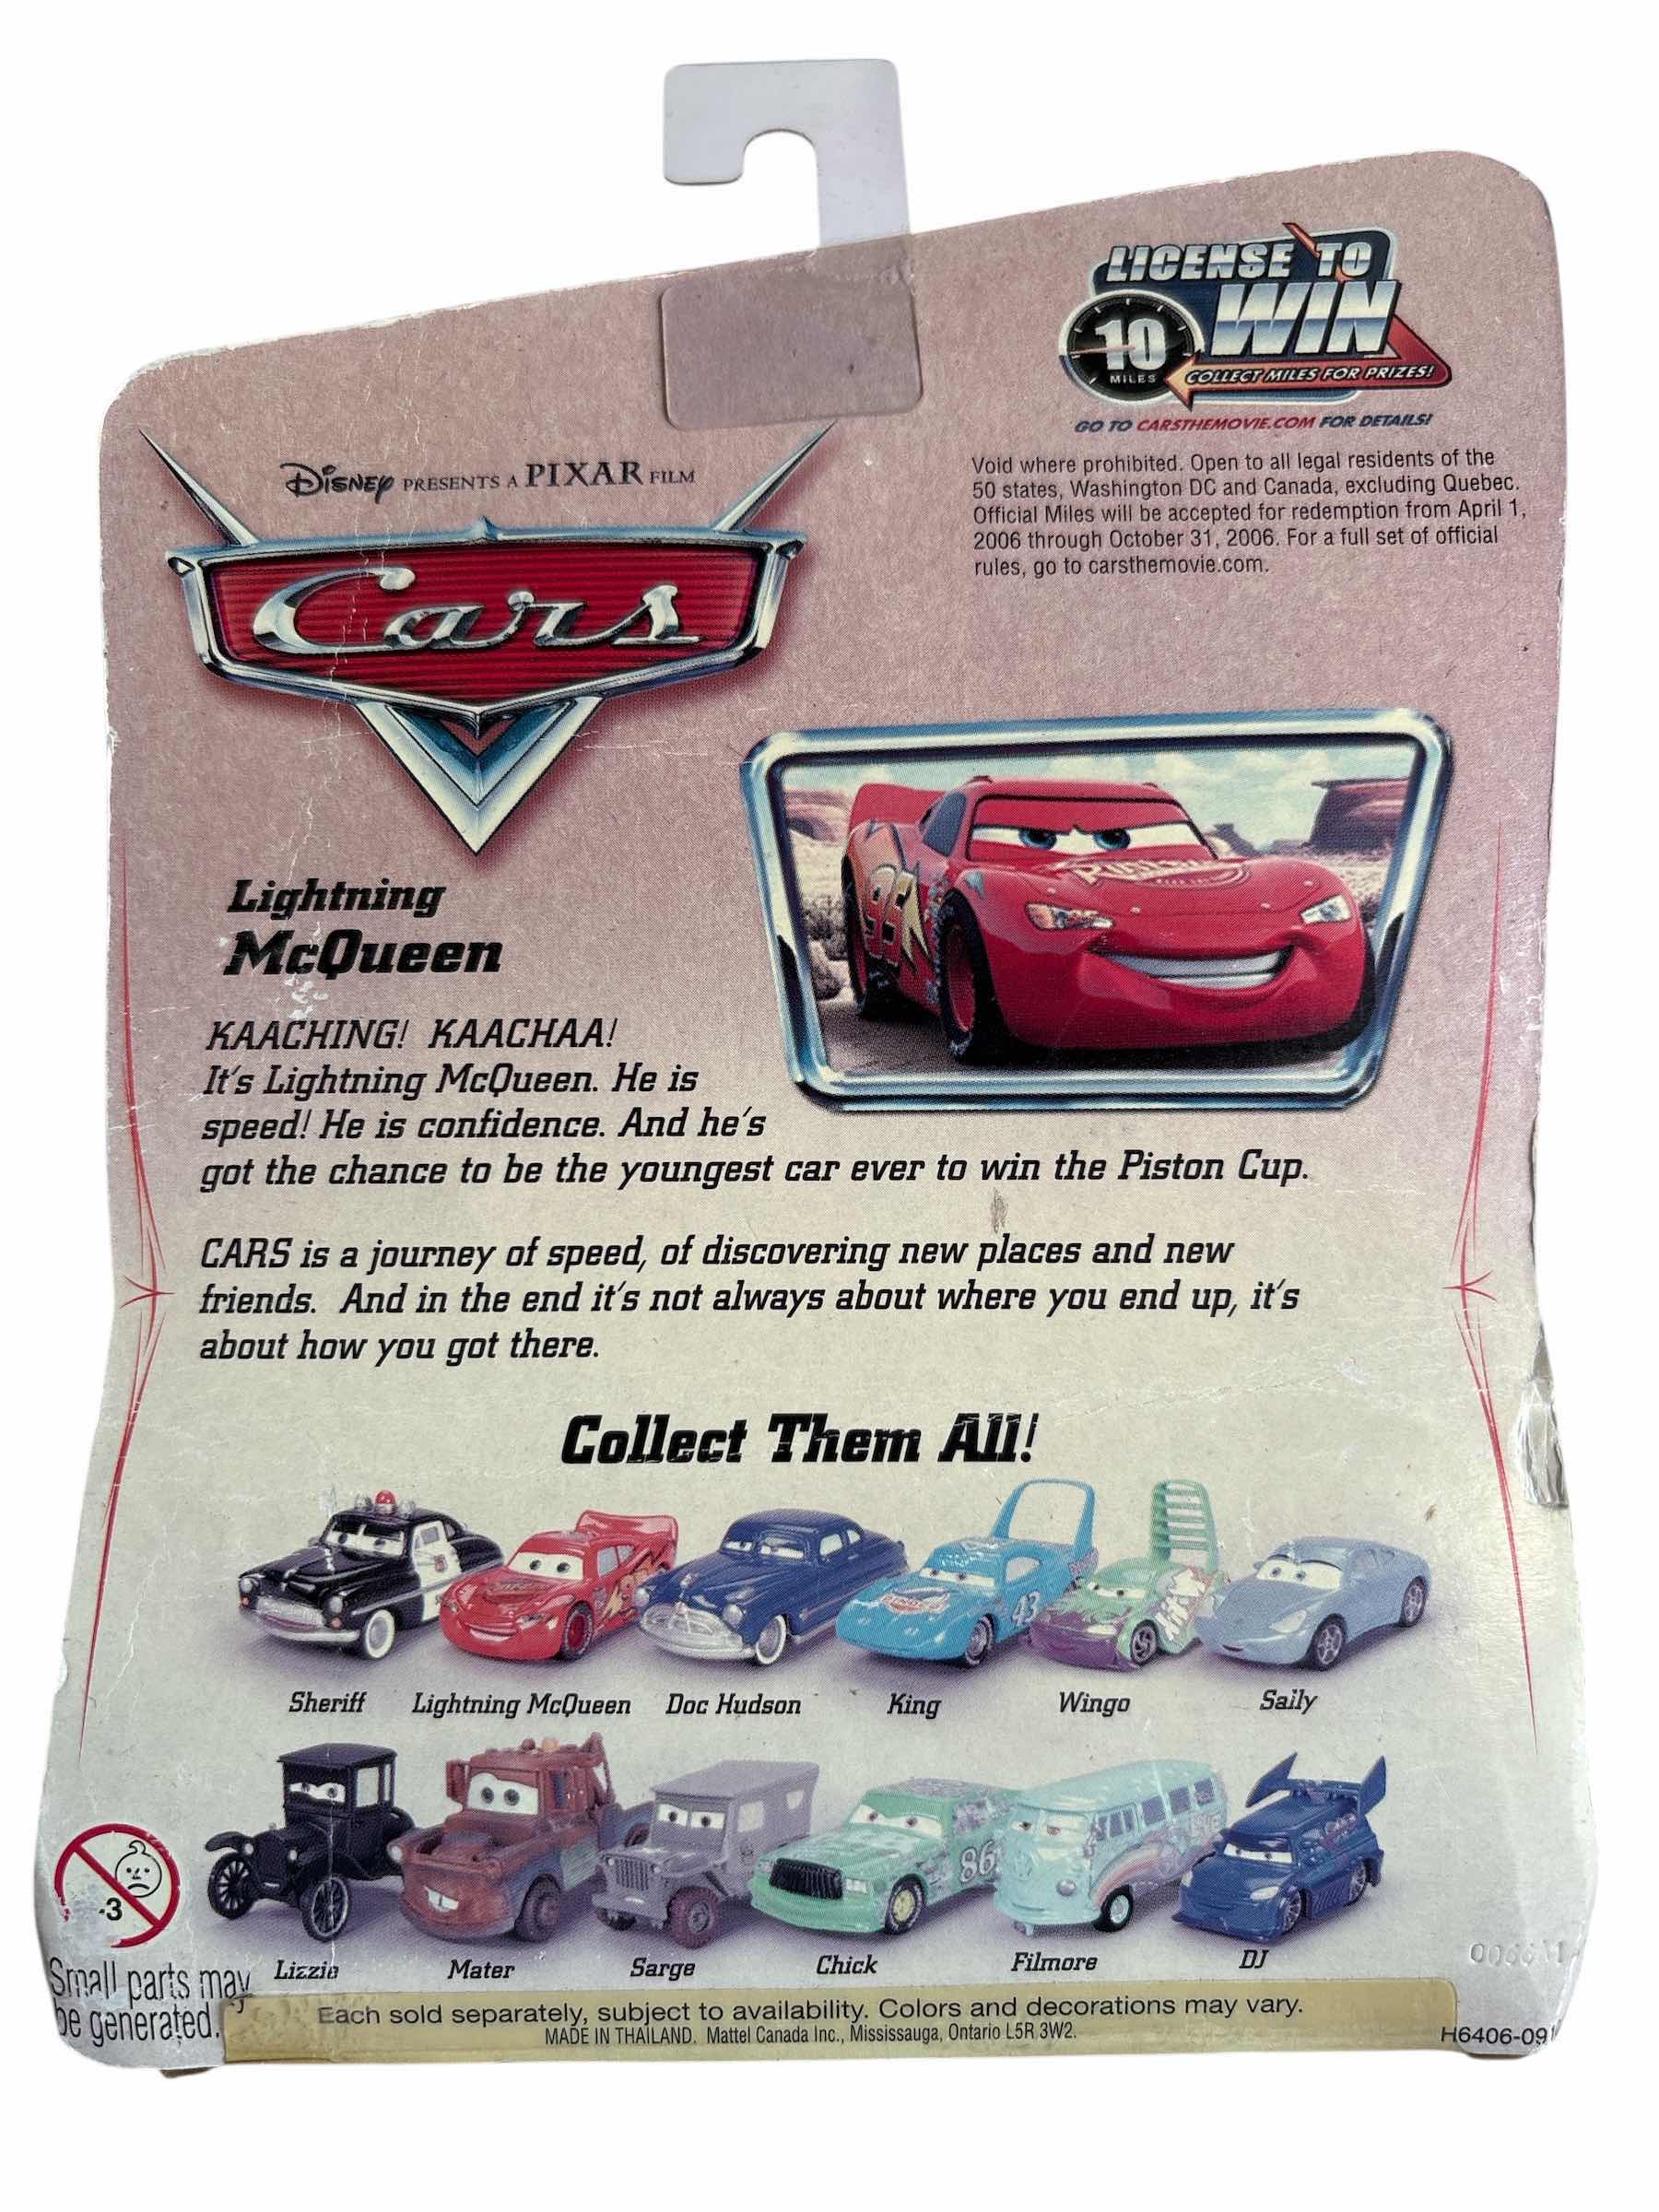 LICENSE TO
WIN
10
MILES
COLLECT MILES FOR PRIZES!
GO TO CARSTHEMOVIE.COM FOR DETAILS!
Void where prohibited. Open to all legal residents of the
50 states, Washington DC and Canada, excluding Quebec.
Official Miles will be accepted for redemption from April 1,
2006 through October 31, 2006. For a full set of official
rules, go to carsthemovie.com.
DISNEY PRESENTS A PIXAR FILM
Cars
95
Lightning
McQueen
KAACHING! KAACHAA!
It's Lightning McQueen. He is
speed! He is confidence. And he's
got the chance to be the youngest car ever to win the Piston Cup.
CARS is a journey of speed, of discovering new places and new
friends. And in the end it's not always about where you end up, it's
about how you got there.
Collect Them All!
43
Sheriff Lightning McQueen Doc Hudson King Wingo Sally
86
Lizzie Mater Sarge Chick Filmore DJ
-3
Small parts may
be generated.
Each sold separately, subject to availability. Colors and decorations may vary.
MADE IN THAILAND. Mattel Canada Inc., Mississauga, Ontario L5R 3W2.
H6406-091